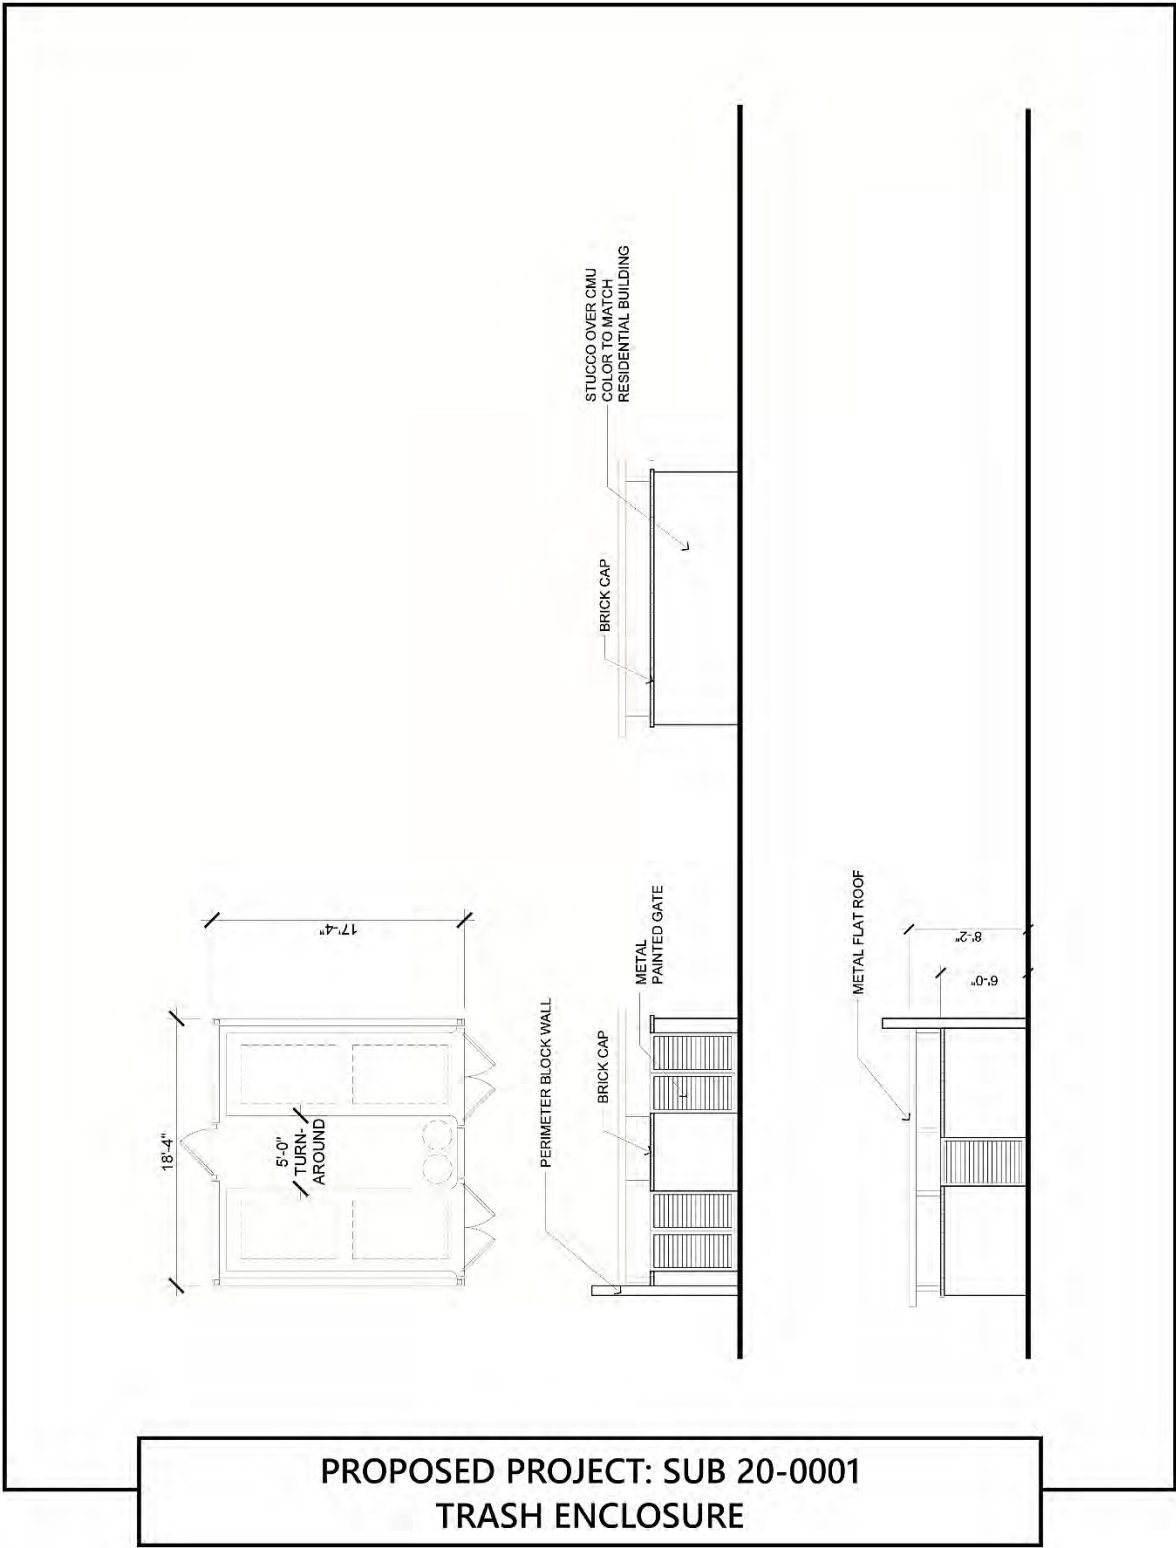 17'-4"
18'-4"
5'-0"
TURN-
AROUND
STUCCO OVER CMU
COLOR TO MATCH
RESIDENTIAL BUILDING
BRICK CAP
METAL
PAINTED GATE
BRICK CAP
PERIMETER BLOCK WALL
METAL FLAT ROOF
8'-2"
6'-0"
PROPOSED PROJECT: SUB 20-0001
TRASH ENCLOSURE